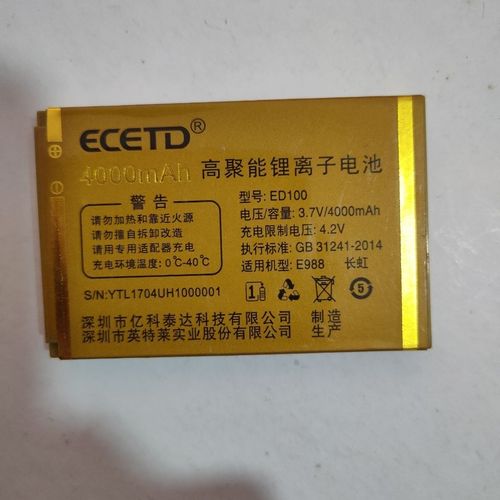 ECETD®
4000mAh 高聚能锂离子电池
警告
请勿加热和靠近火源
请勿擅自拆卸改造
请用专用适配器充电
充电环境温度:0℃-40℃
S/N:YTL1704UH1000001
型号:ED100
电压/容量:3.7V/4000mAh
充电限制电压:4.2V
执行标准:GB 31241-2014
适用机型:E988 长虹
1
5
深圳市亿科泰达科技有限公司 制造
深圳市英特莱实业股份有限公司 监制